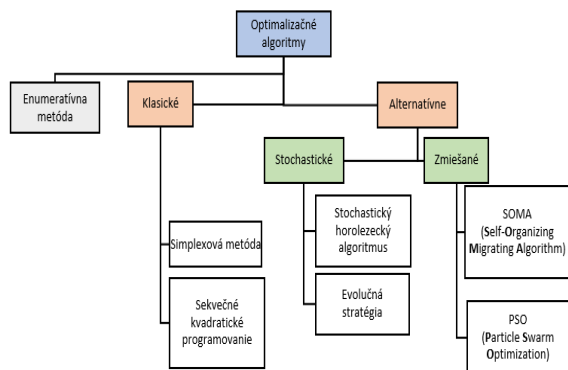 Optimalizačné
algoritmy
Enumeratívna
metóda
Klasické
Alternatívne
Stochastické
Zmiešané
Simplexová metóda
Sekvečné
kvadratické
programovanie
Stochastický
horolezecký
algoritmus
Evolučná
stratégia
SOMA
(Self-Organizing
Migrating Algorithm)
PSO
(Particle Swarm
Optimization)